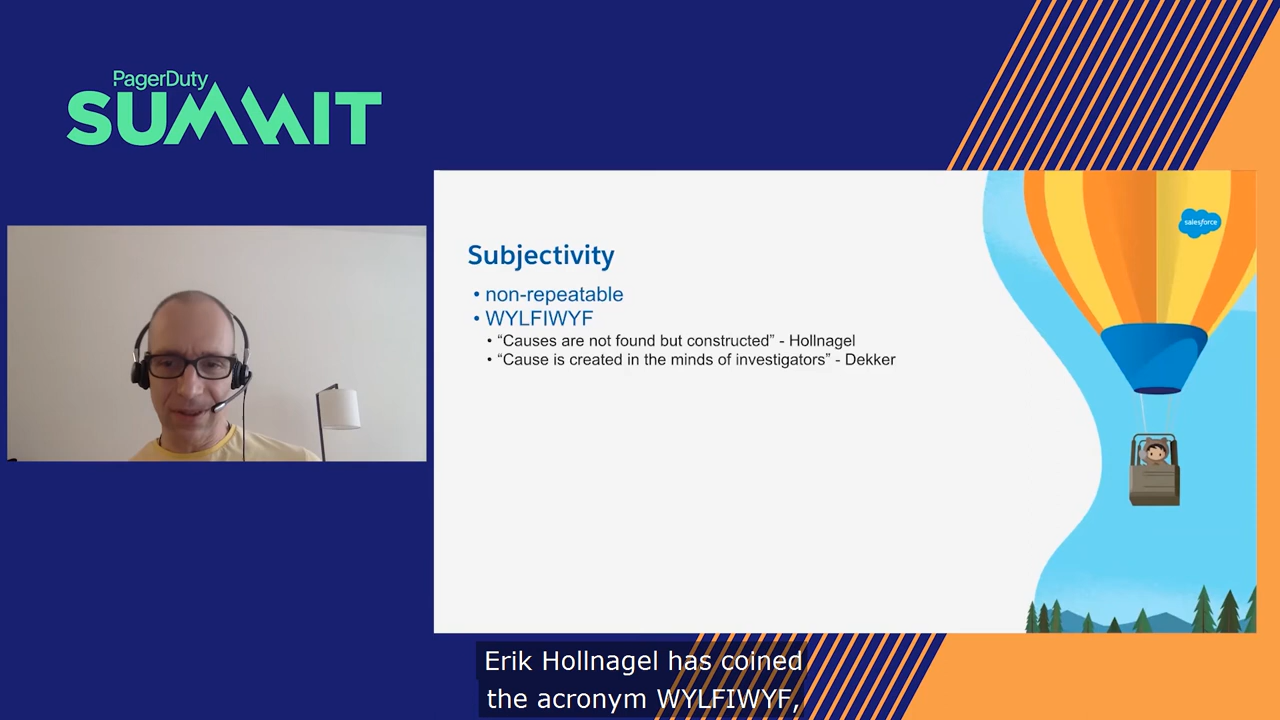 PagerDuty
SUMMIT
salesforce
Subjectivity
• non-repeatable
• WYLFIWYF
• “Causes are not found but constructed” - Hollnagel
• “Cause is created in the minds of investigators” - Dekker
Erik Hollnagel has coined
the acronym WYLFIWYF,